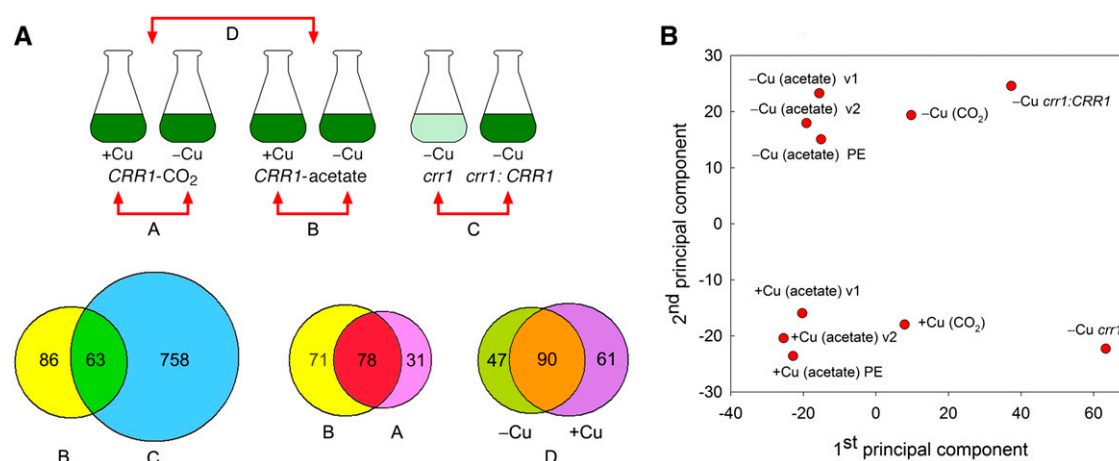 A
D
+Cu −Cu +Cu −Cu −Cu −Cu
CRR1-CO₂ CRR1-acetate crr1 crr1: CRR1
A B C
86 63 758
B C
71 78 31
B A
47 90 61
−Cu +Cu
D
B
30
20
10
0
-10
-20
-30
2nd principal component
−Cu (acetate) v1
−Cu (acetate) v2
−Cu (acetate) PE
−Cu (CO₂)
−Cu crr1:CRR1
+Cu (acetate) v1
+Cu (acetate) v2
+Cu (acetate) PE
+Cu (CO₂)
−Cu crr1
-40 -20 0 20 40 60
1st principal component